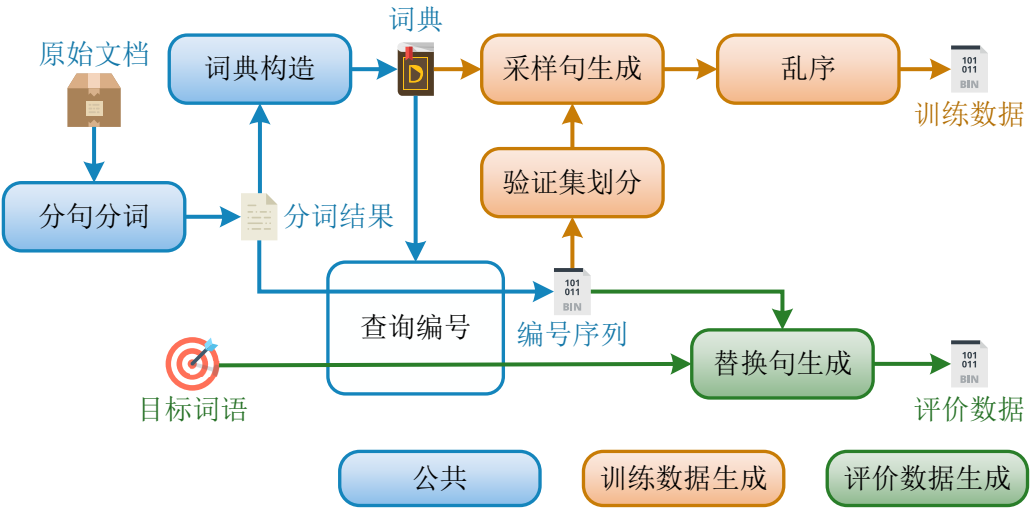 词典
原始文档
词典构造
D
采样句生成
乱序
101
011
BIN
训练数据
验证集划分
分句分词
分词结果
101
011
BIN
查询编号
编号序列
替换句生成
101
011
BIN
目标词语
评价数据
公共
训练数据生成
评价数据生成